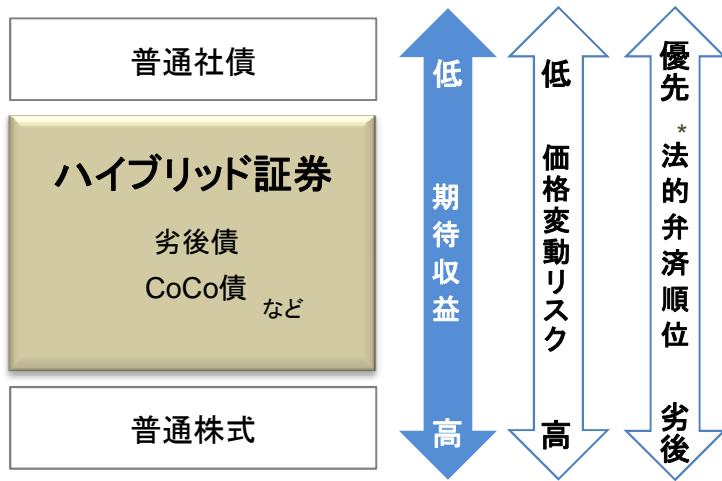 普通社債
ハイブリッド証券
劣後債
CoCo債
など
普通株式
低
期待収益
高
低
価格変動リスク
高
優先
*法的弁済順位
劣後